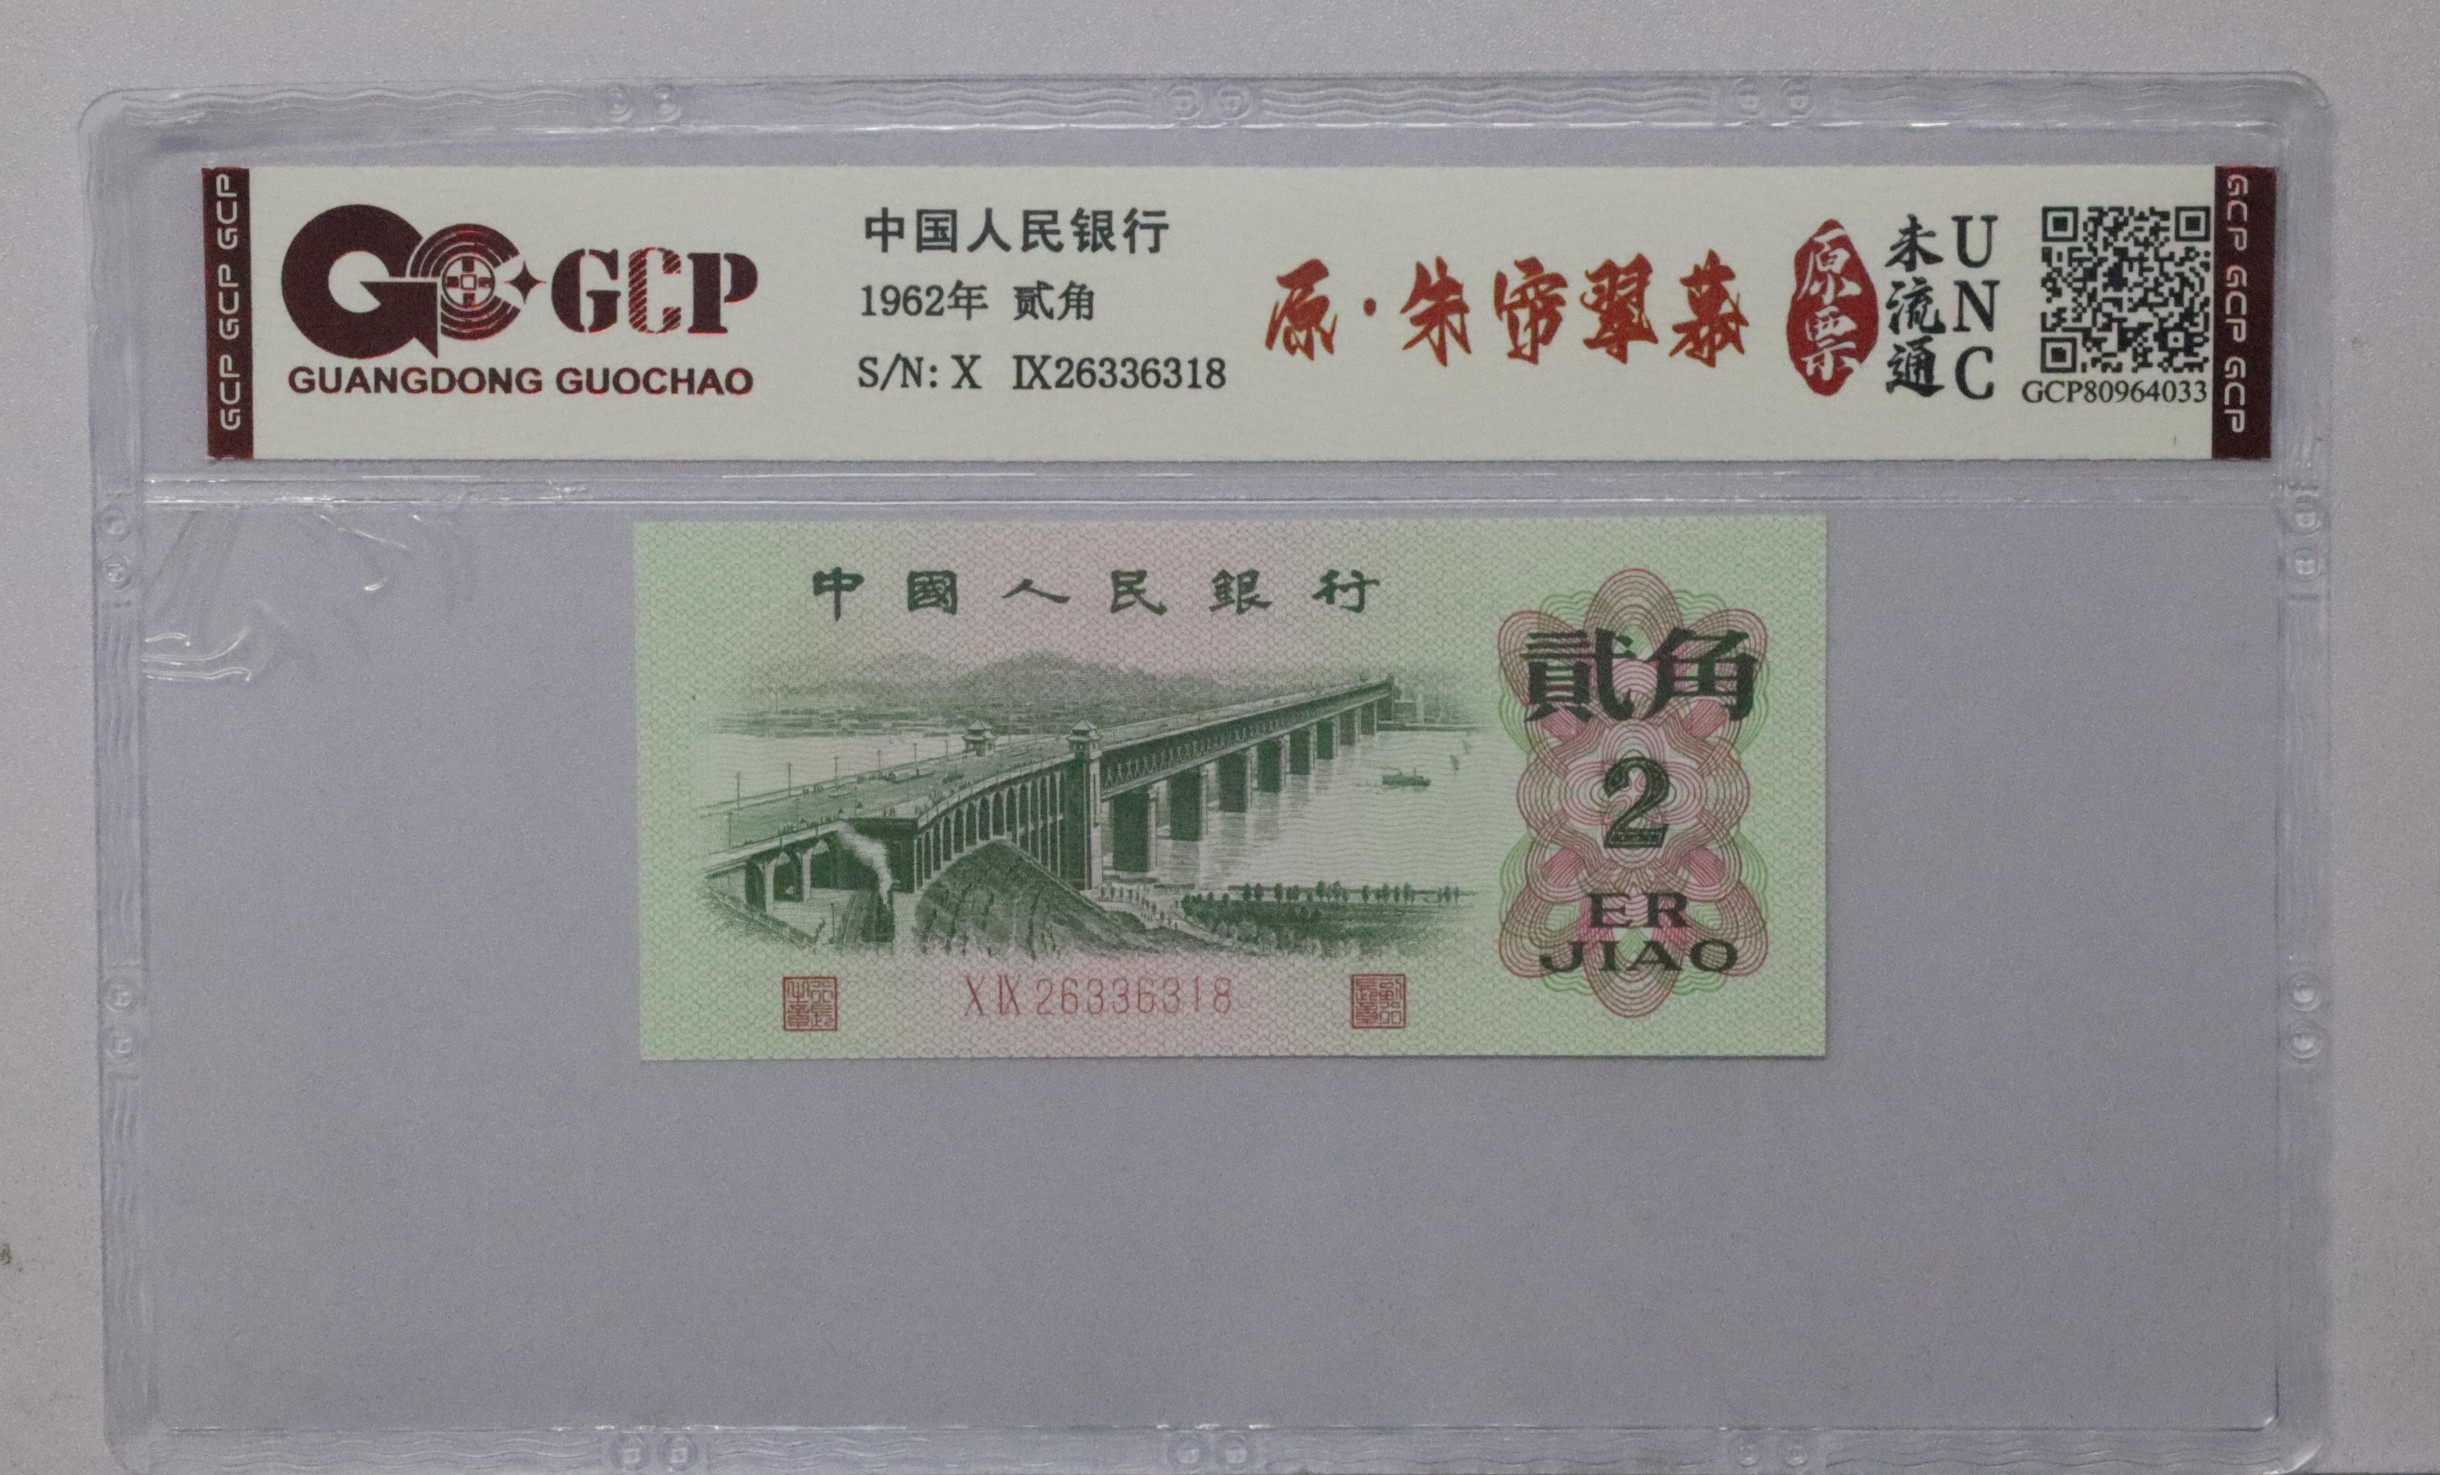 GCP GCP GCP
GCP
GUANGDONG GUOCHAO
中国人民银行
1962年 贰角
S/N: X IX26336318
原·朱帘翠幕
原票
未流通
UNC
GCP80964033
GCP GCP GCP
中國人民銀行
貳角
2
ER
JIAO
X IX 26336318